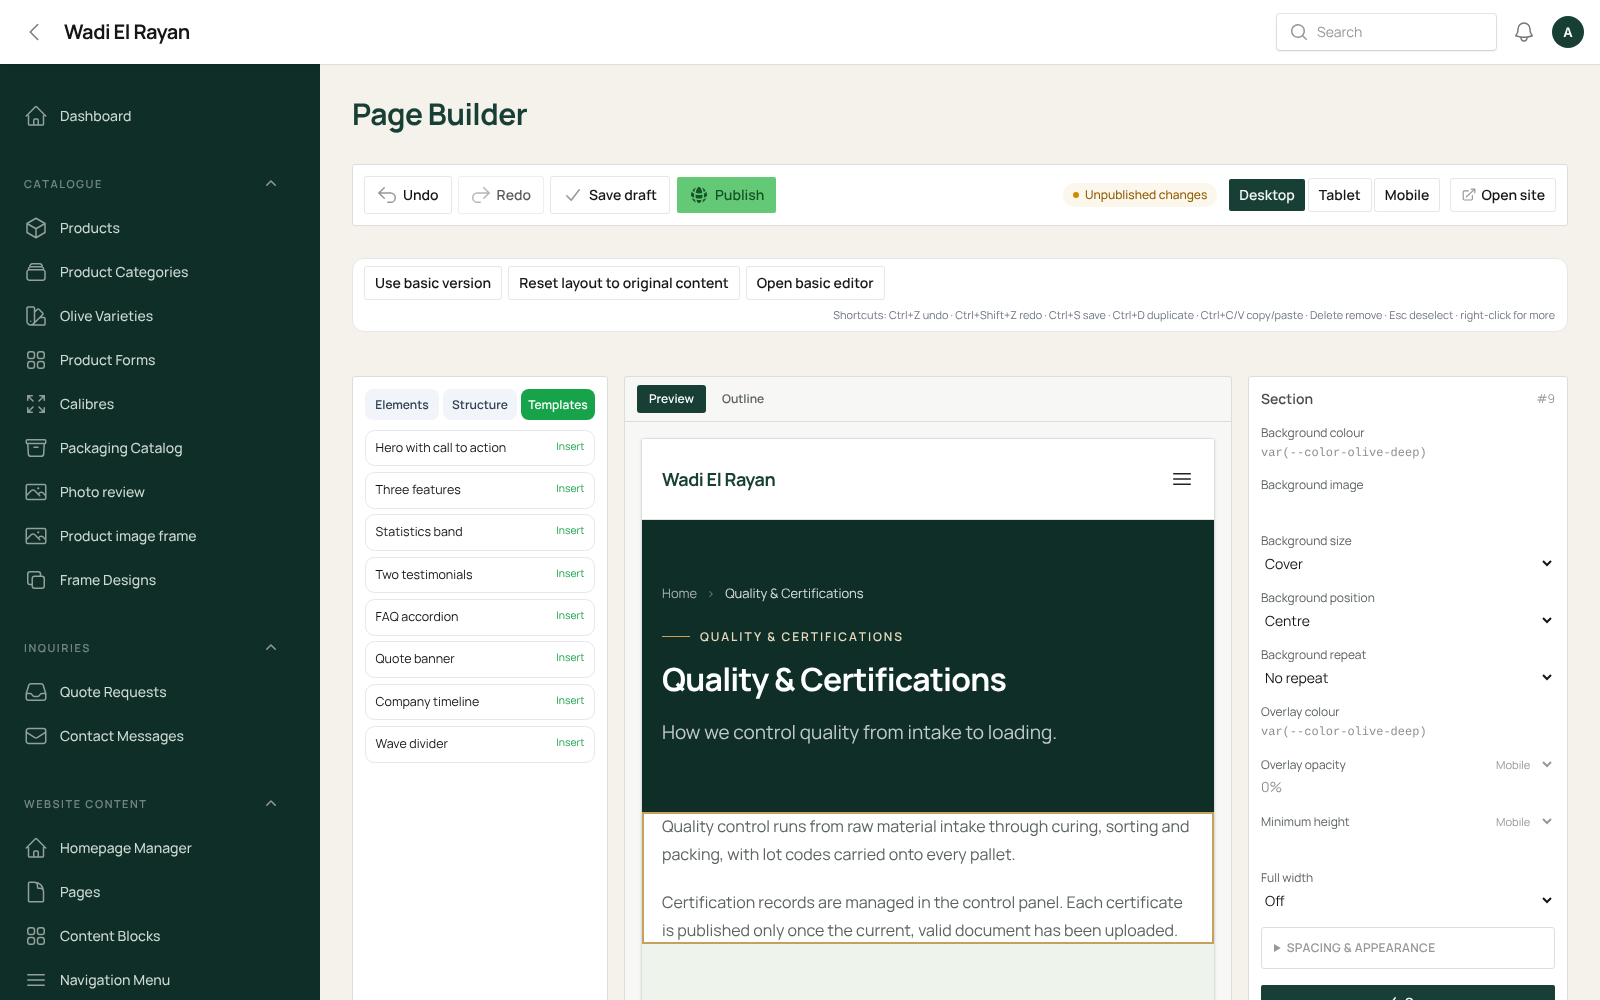 Wadi El Rayan
Search
A
Dashboard
CATALOGUE
Products
Product Categories
Olive Varieties
Product Forms
Calibres
Packaging Catalog
Photo review
Product image frame
Frame Designs
INQUIRIES
Quote Requests
Contact Messages
WEBSITE CONTENT
Homepage Manager
Pages
Content Blocks
Navigation Menu
Page Builder
Undo
Redo
Save draft
Publish
Unpublished changes
Desktop
Tablet
Mobile
Open site
Use basic version
Reset layout to original content
Open basic editor
Shortcuts: Ctrl+Z undo · Ctrl+Shift+Z redo · Ctrl+S save · Ctrl+D duplicate · Ctrl+C/V copy/paste · Delete remove · Esc deselect · right-click for more
Elements
Structure
Templates
Hero with call to action Insert
Three features Insert
Statistics band Insert
Two testimonials Insert
FAQ accordion Insert
Quote banner Insert
Company timeline Insert
Wave divider Insert
Preview
Outline
Wadi El Rayan
Home › Quality & Certifications
QUALITY & CERTIFICATIONS
Quality & Certifications
How we control quality from intake to loading.
Quality control runs from raw material intake through curing, sorting and
packing, with lot codes carried onto every pallet.
Certification records are managed in the control panel. Each certificate
is published only once the current, valid document has been uploaded.
Section #9
Background colour
var(--color-olive-deep)
Background image
Background size
Cover
Background position
Centre
Background repeat
No repeat
Overlay colour
var(--color-olive-deep)
Overlay opacity Mobile
0%
Minimum height Mobile
Full width
Off
SPACING & APPEARANCE